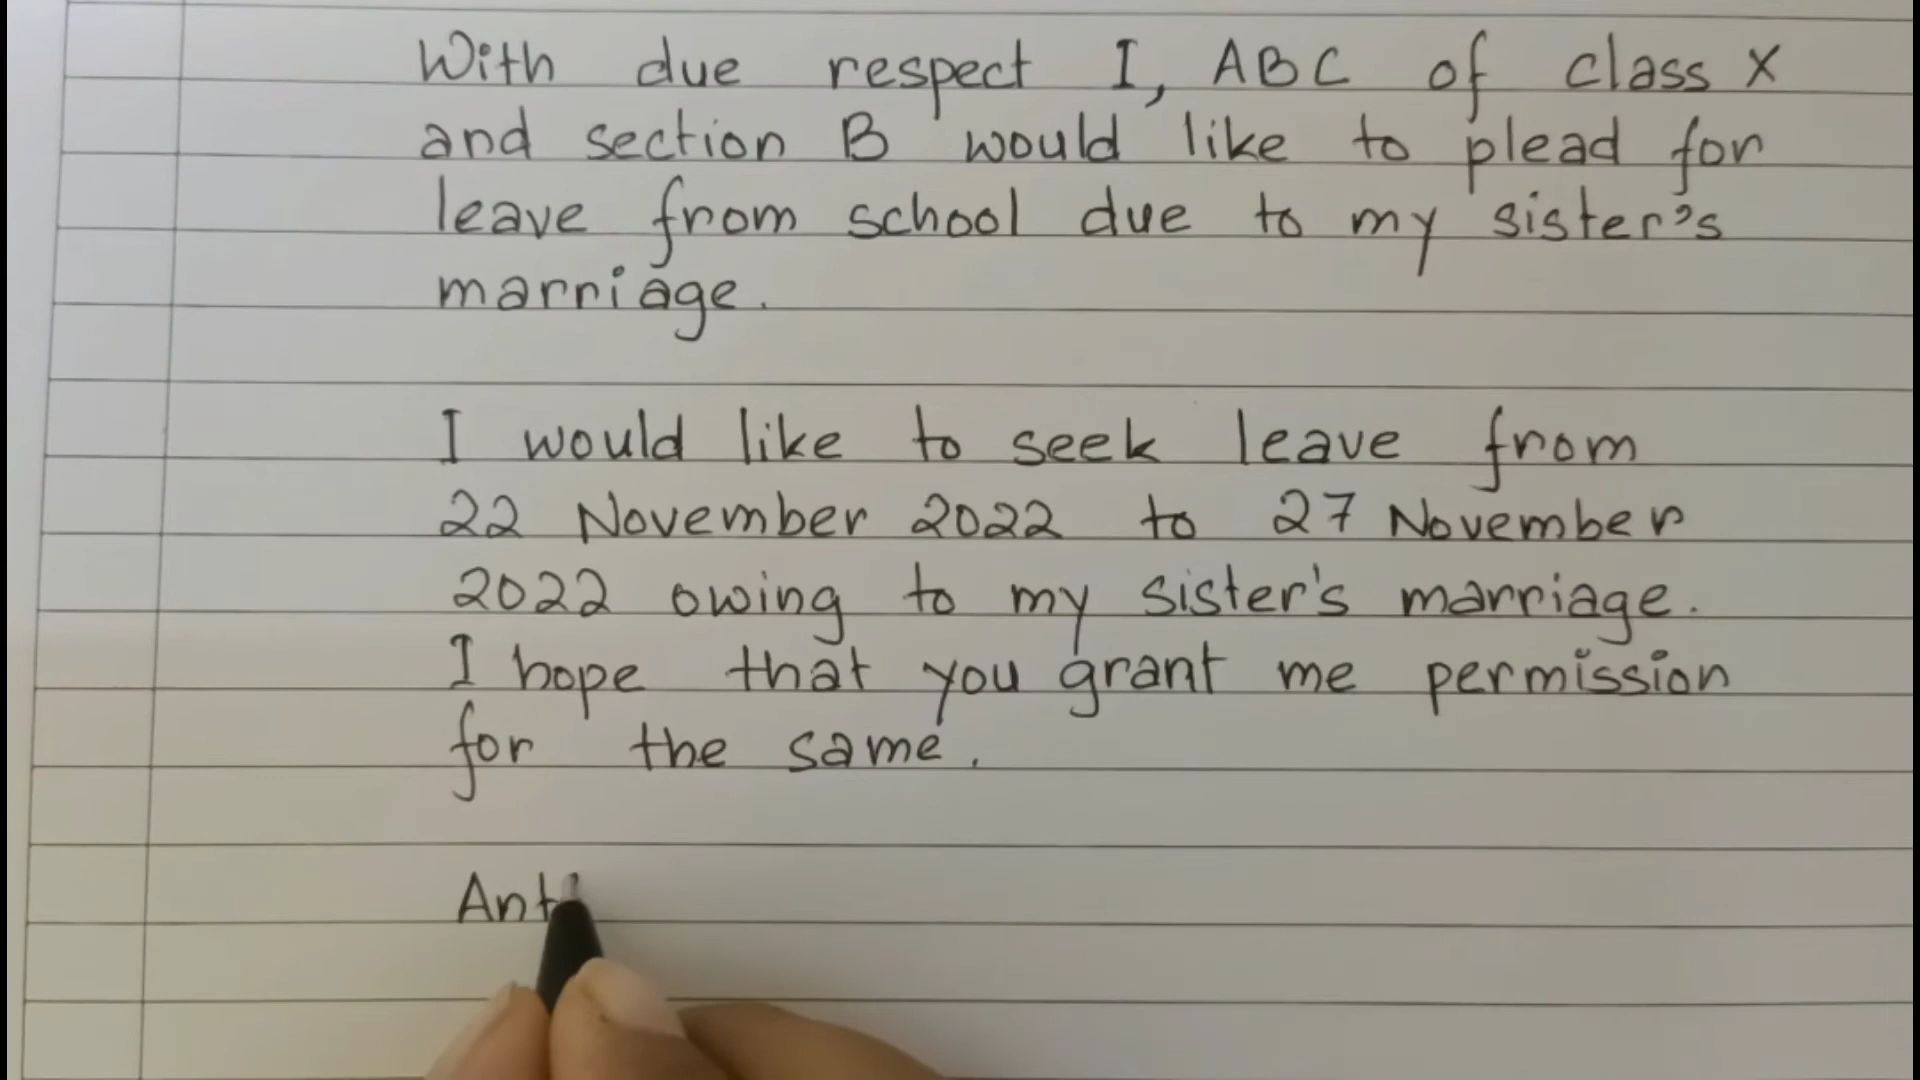 With due respect I, ABC of class X
and section B would like to plead for
leave from school due to my sister's
marriage.
I would like to seek leave from
22 November 2022 to 27 November
2022 owing to my sister's marriage.
I hope that you grant me permission
for the same.
Ant